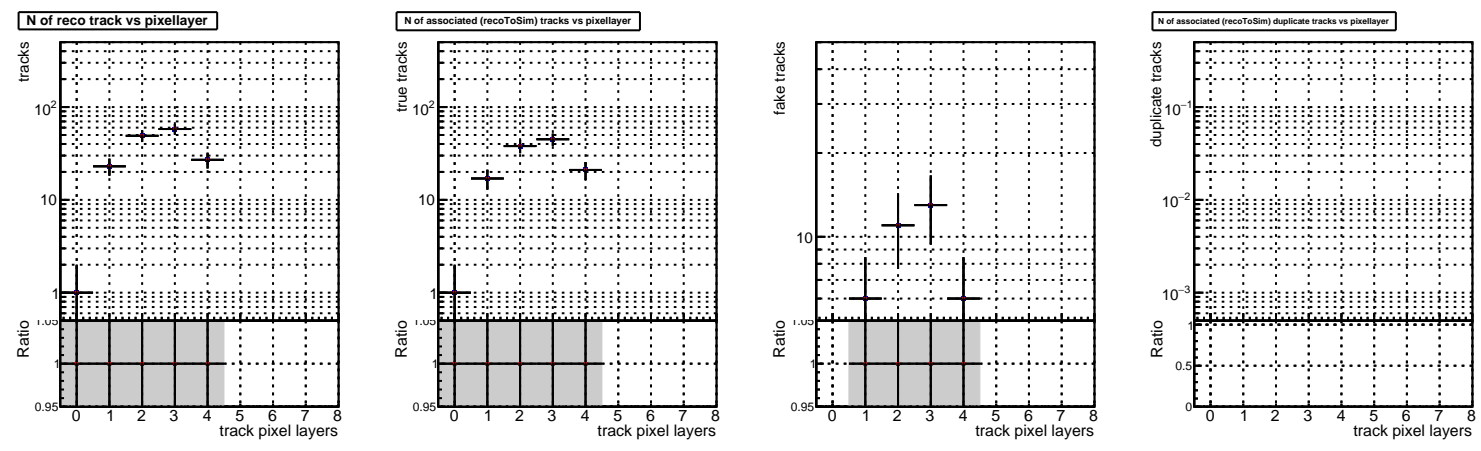 N of reco track vs pixellayer
tracks
10²
10
1
Ratio
1.05
1
0.95
0 1 2 3 4 5 6 7 8
track pixel layers
N of associated (recoToSim) tracks vs pixellayer
true tracks
10²
10
1
Ratio
1.05
1
0.95
0 1 2 3 4 5 6 7 8
track pixel layers
fake tracks
10
Ratio
1.05
1
0.95
0 1 2 3 4 5 6 7 8
track pixel layers
N of associated (recoToSim) duplicate tracks vs pixellayer
duplicate tracks
10⁻¹
10⁻²
10⁻³
Ratio
1
0.5
0
0 1 2 3 4 5 6 7 8
track pixel layers